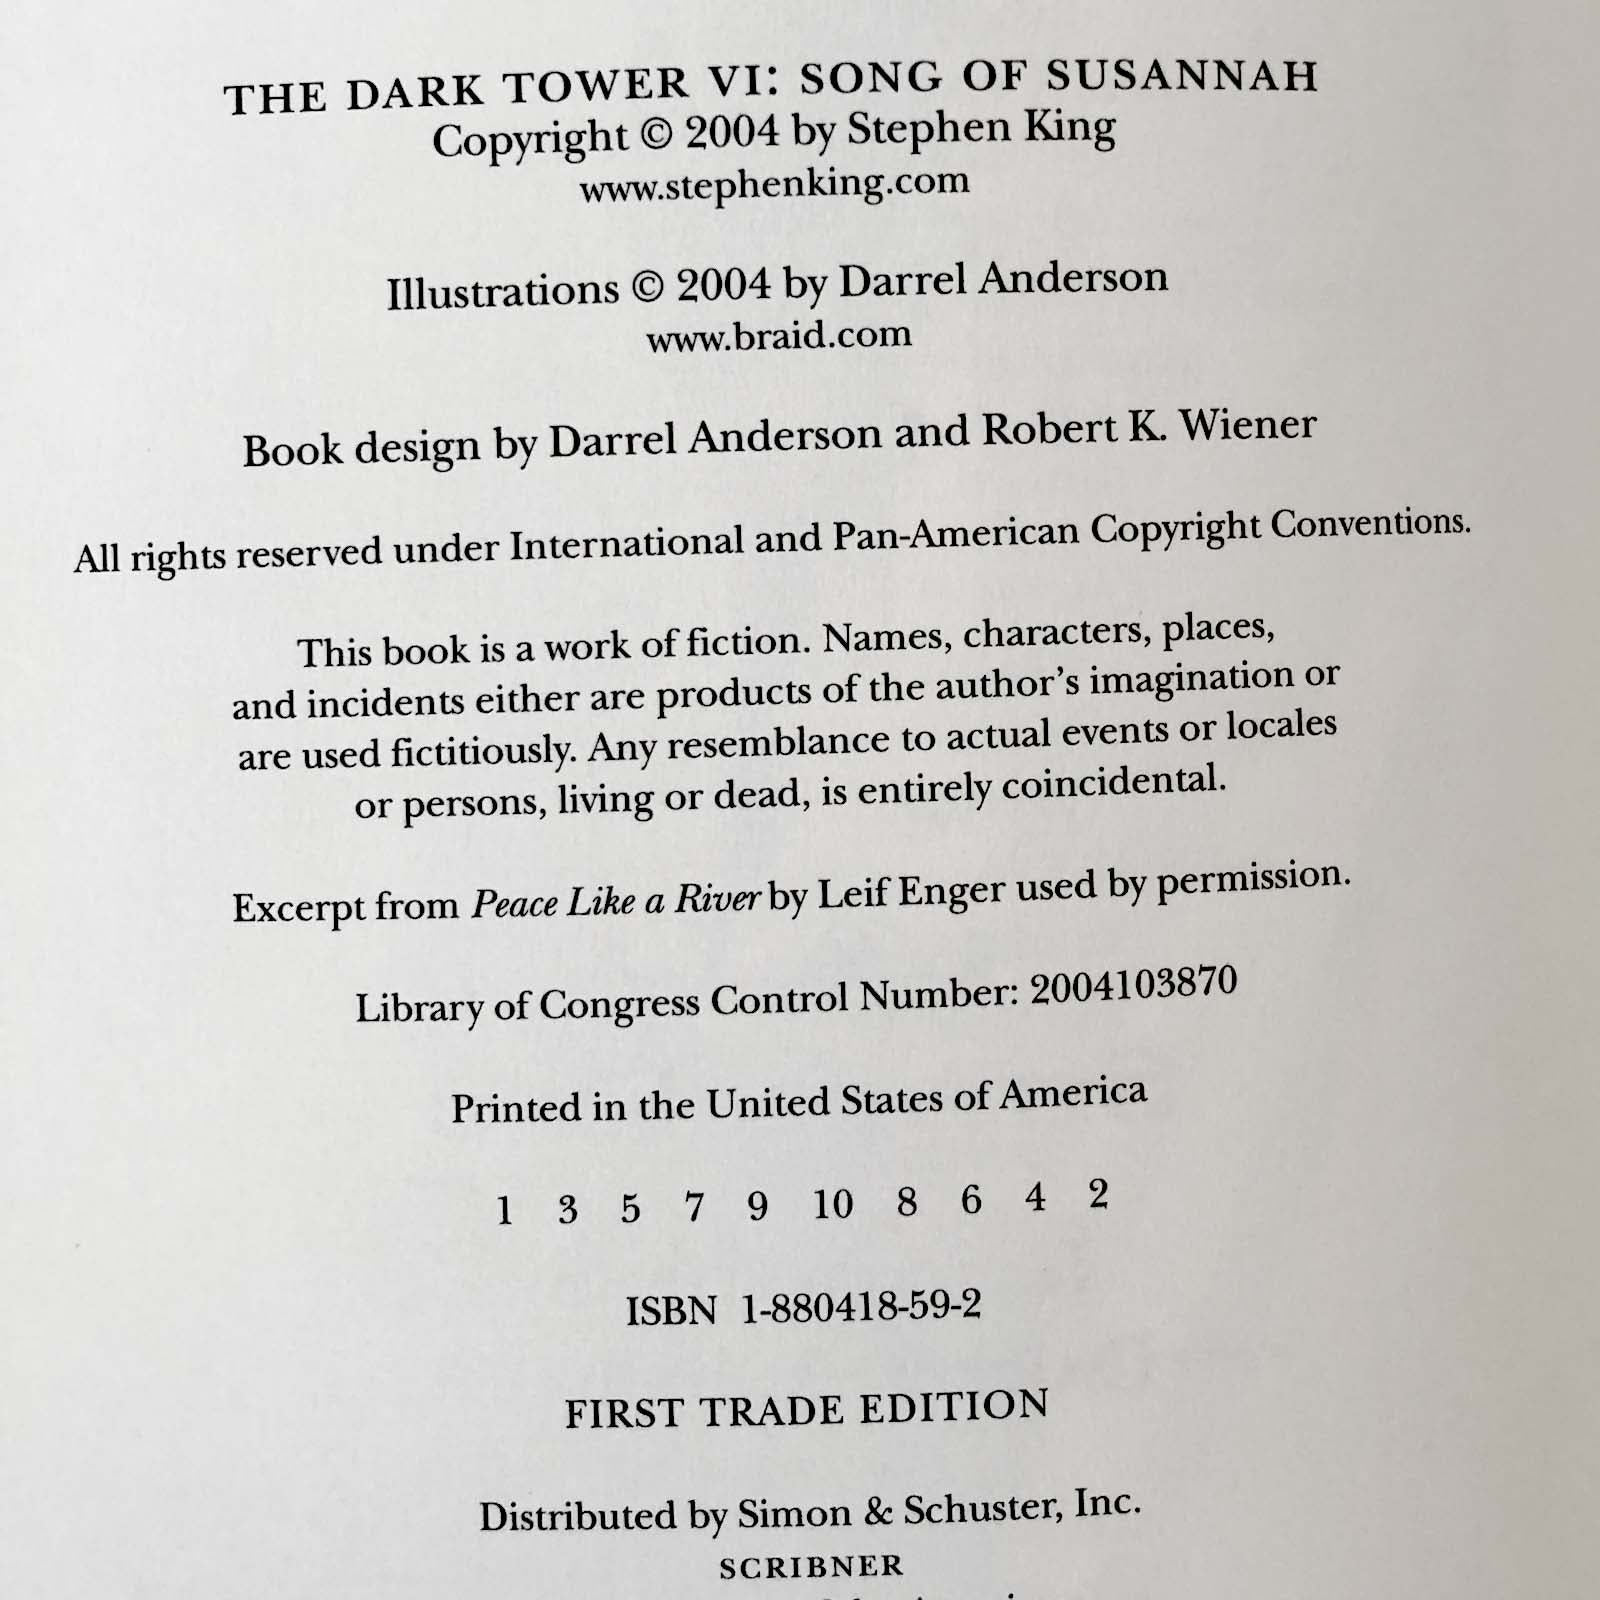 THE DARK TOWER VI: SONG OF SUSANNAH
Copyright © 2004 by Stephen King
www.stephenking.com
Illustrations © 2004 by Darrel Anderson
www.braid.com
Book design by Darrel Anderson and Robert K. Wiener
All rights reserved under International and Pan-American Copyright Conventions.
This book is a work of fiction. Names, characters, places,
and incidents either are products of the author's imagination or
are used fictitiously. Any resemblance to actual events or locales
or persons, living or dead, is entirely coincidental.
Excerpt from Peace Like a River by Leif Enger used by permission.
Library of Congress Control Number: 2004103870
Printed in the United States of America
1 3 5 7 9 10 8 6 4 2
ISBN 1-880418-59-2
FIRST TRADE EDITION
Distributed by Simon & Schuster, Inc.
SCRIBNER